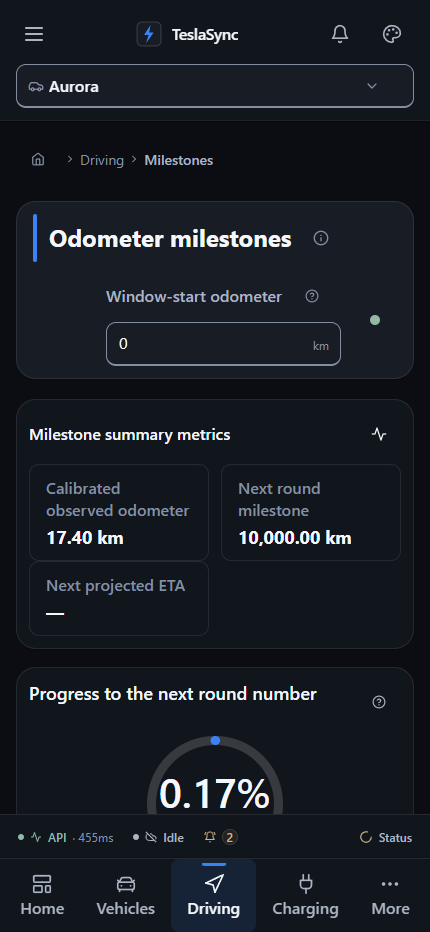 TeslaSync
Aurora
Driving
Milestones
Odometer milestones
Window-start odometer
0
km
Milestone summary metrics
Calibrated
observed odometer
17.40 km
Next round
milestone
10,000.00 km
Next projected ETA
—
Progress to the next round number
0.17%
API · 455ms
Idle
2
Status
Home
Vehicles
Driving
Charging
More